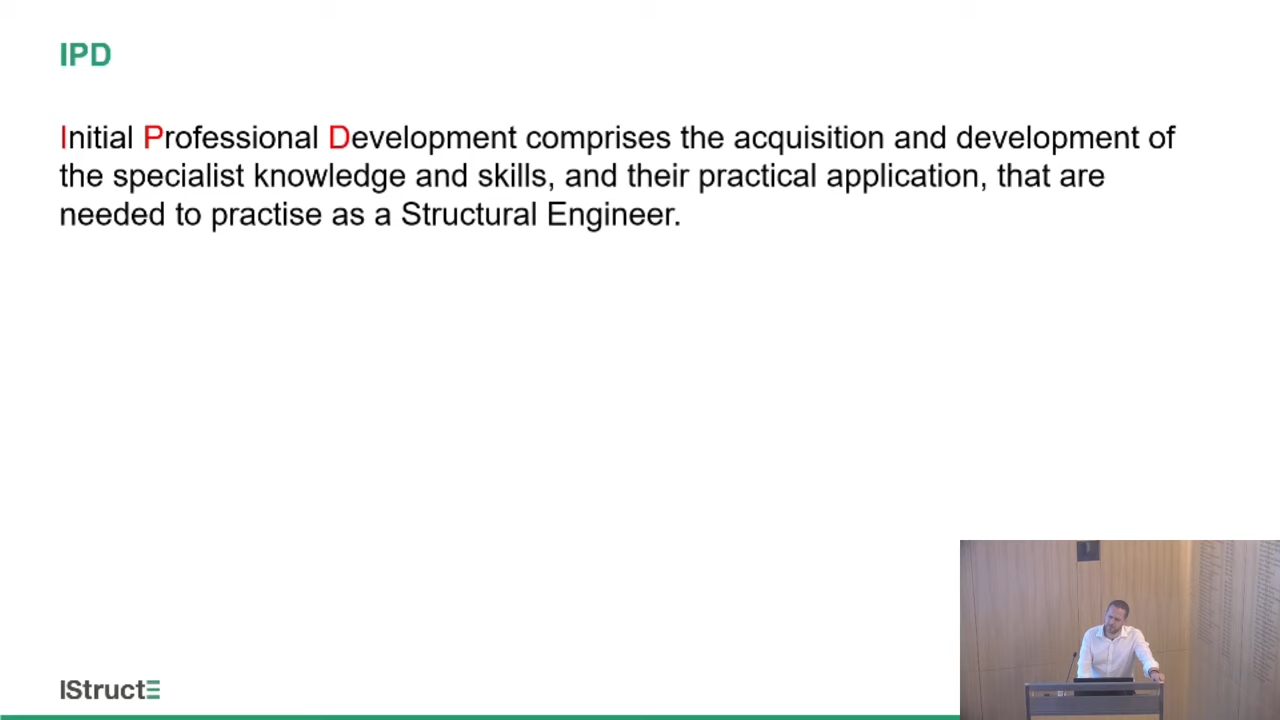 IPD
Initial Professional Development comprises the acquisition and development of
the specialist knowledge and skills, and their practical application, that are
needed to practise as a Structural Engineer.
IStructE